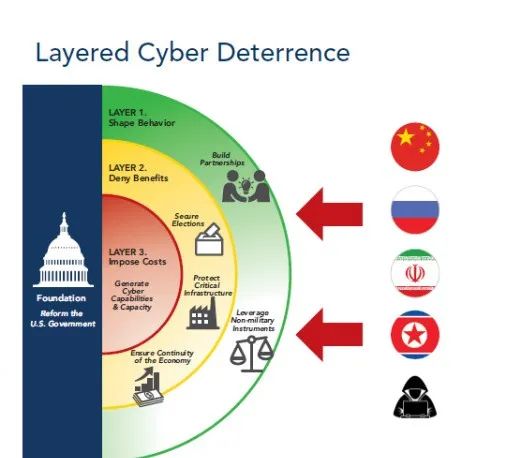 Layered Cyber Deterrence
LAYER 1.
Shape Behavior
Build
Partnerships
LAYER 2.
Deny Benefits
Secure
Elections
LAYER 3.
Impose Costs
Generate
Cyber
Capabilities
& Capacity
Protect
Critical
Infrastructure
Foundation
Reform the
U.S. Government
Leverage
Non-military
Instruments
Ensure Continuity
of the Economy